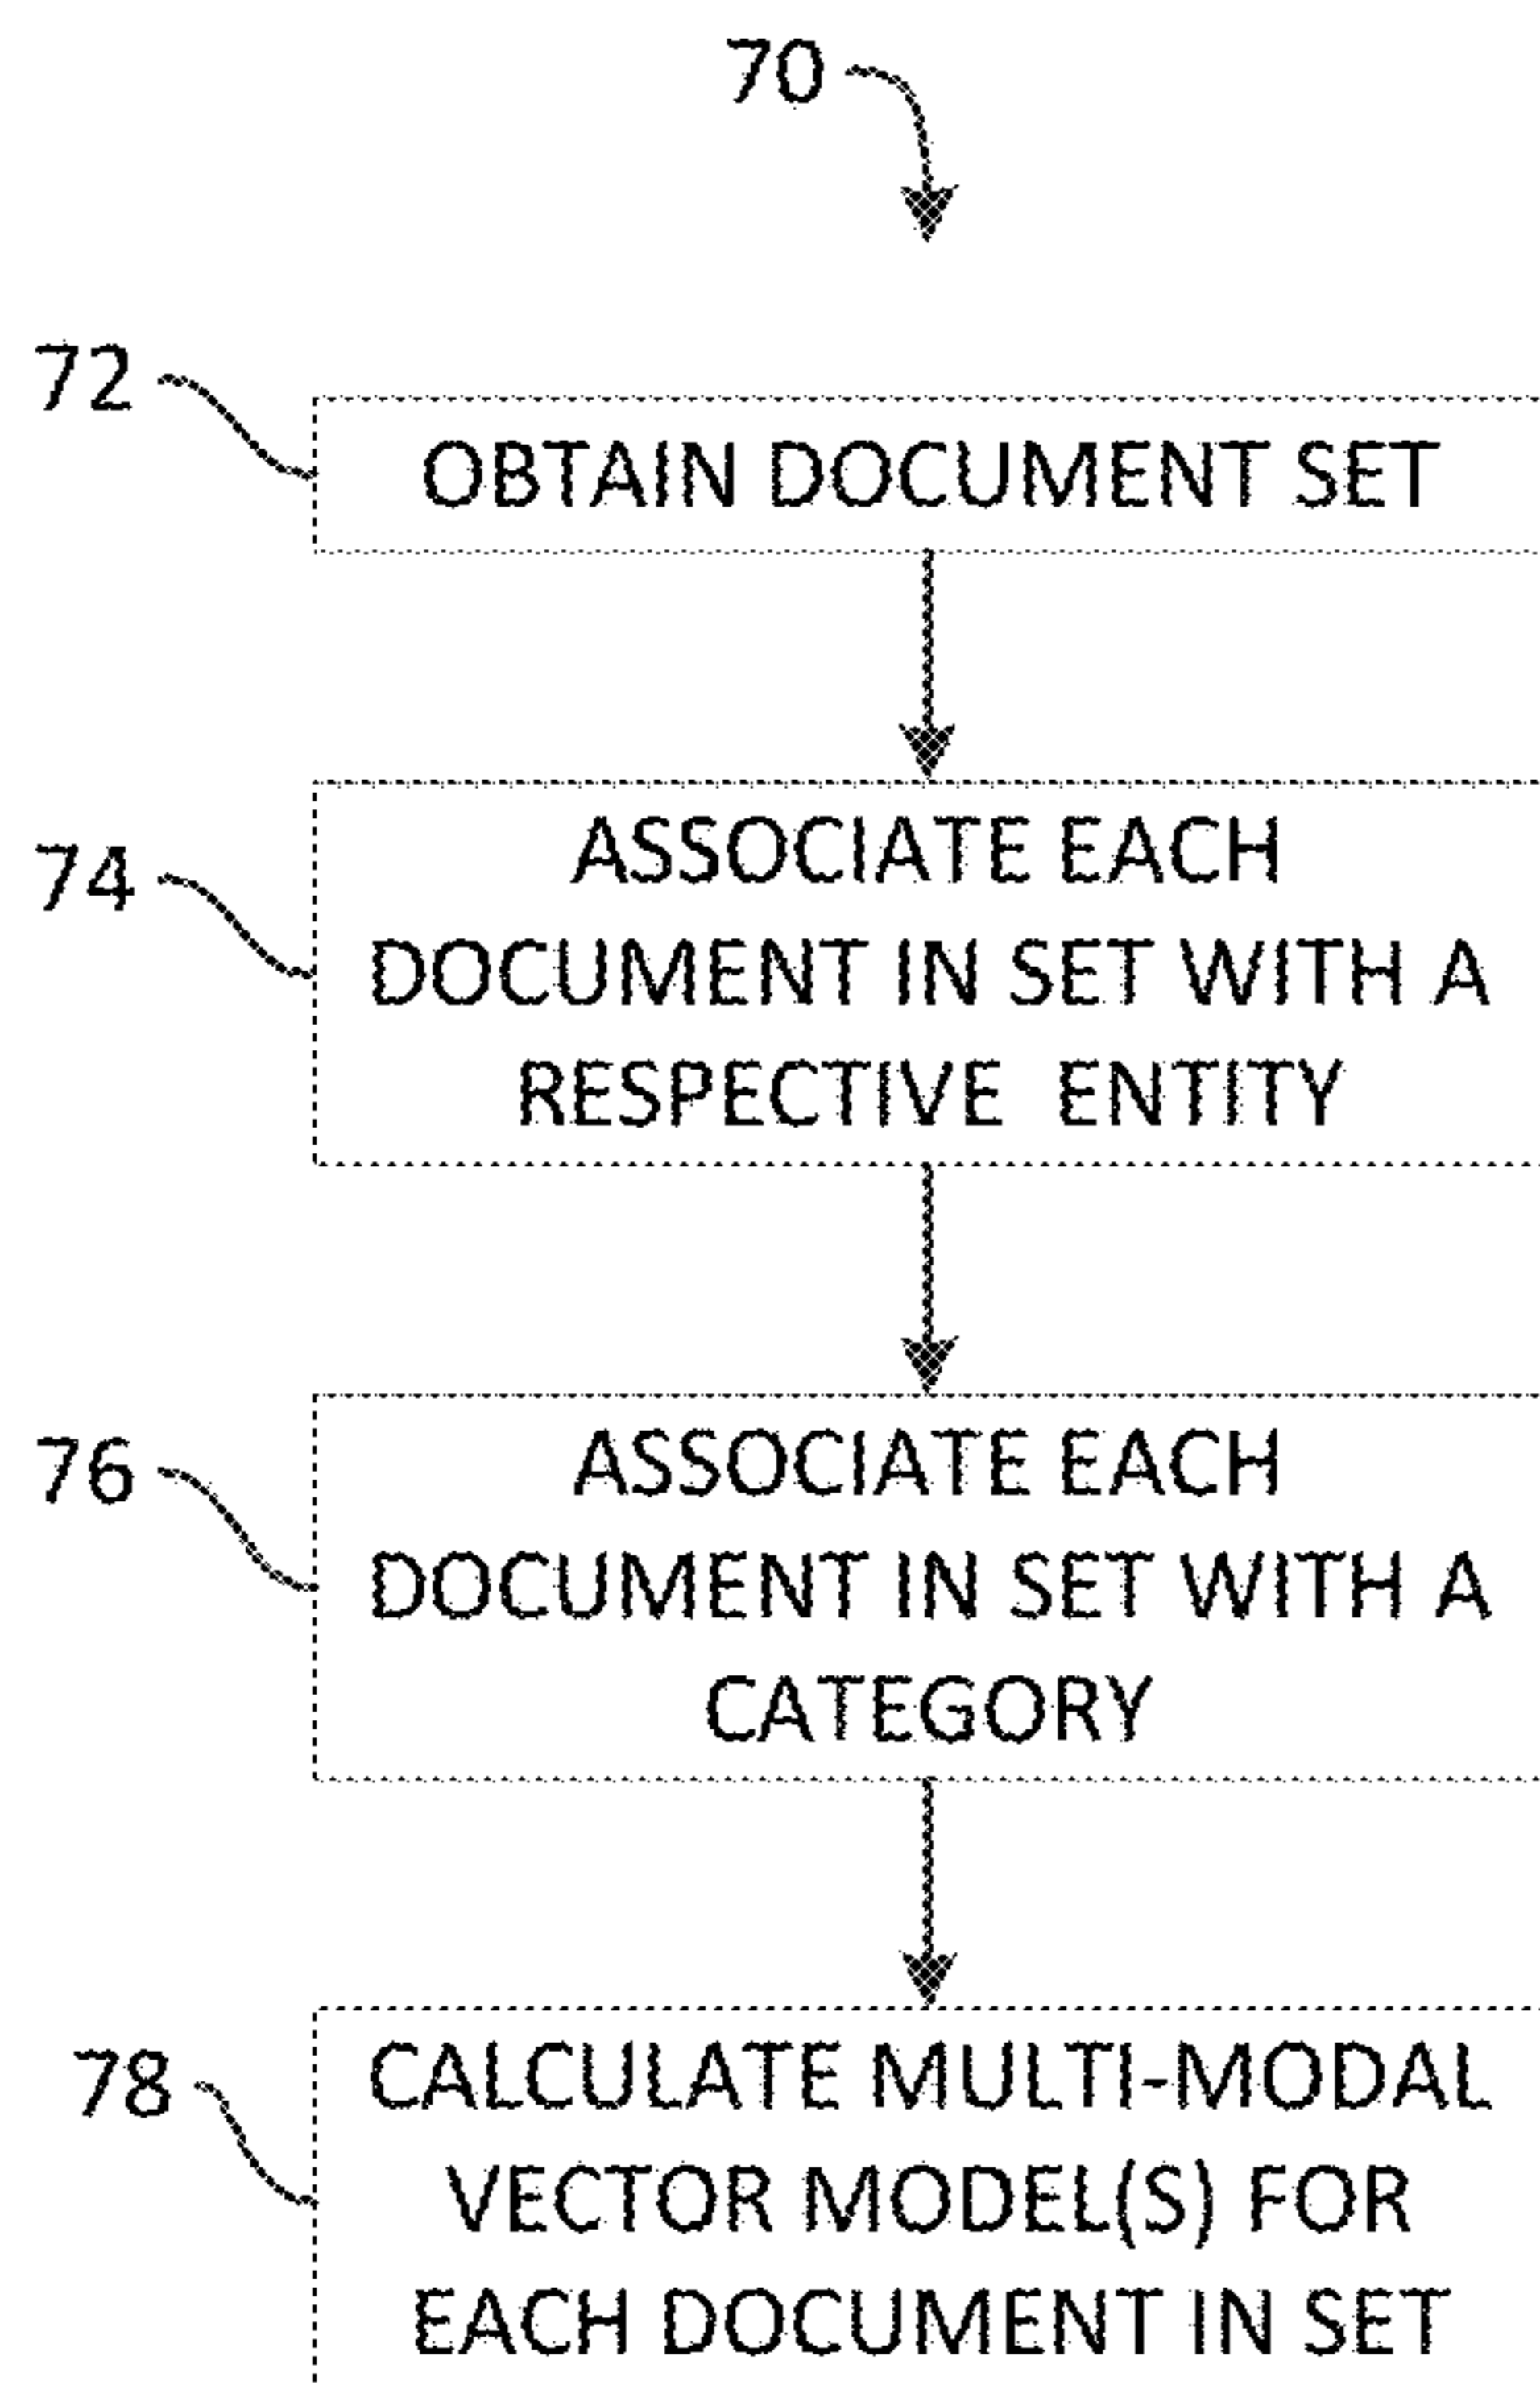 70
72
OBTAIN DOCUMENT SET
74
ASSOCIATE EACH
DOCUMENT IN SET WITH A
RESPECTIVE ENTITY
76
ASSOCIATE EACH
DOCUMENT IN SET WITH A
CATEGORY
78
CALCULATE MULTI-MODAL
VECTOR MODEL(S) FOR
EACH DOCUMENT IN SET